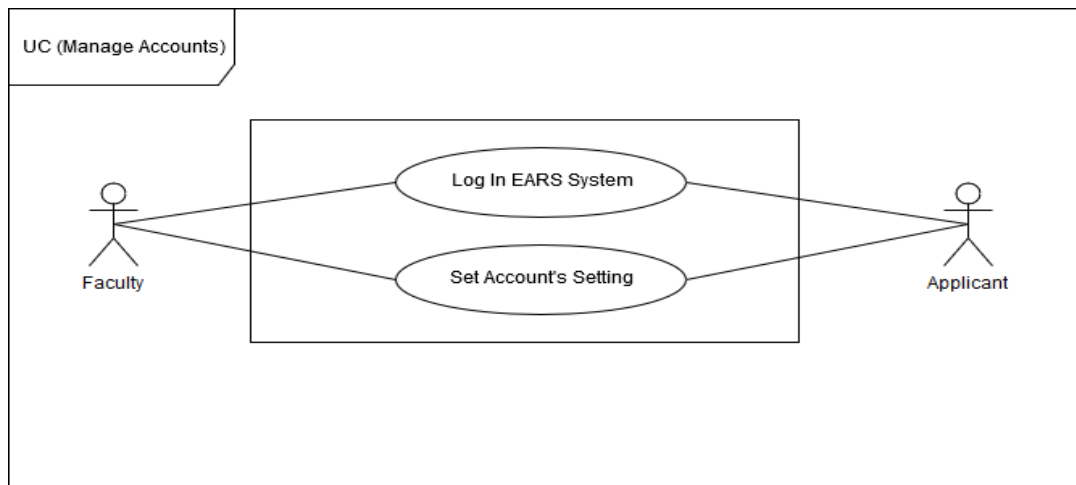 UC (Manage Accounts)
Log In EARS System
Set Account's Setting
Faculty
Applicant